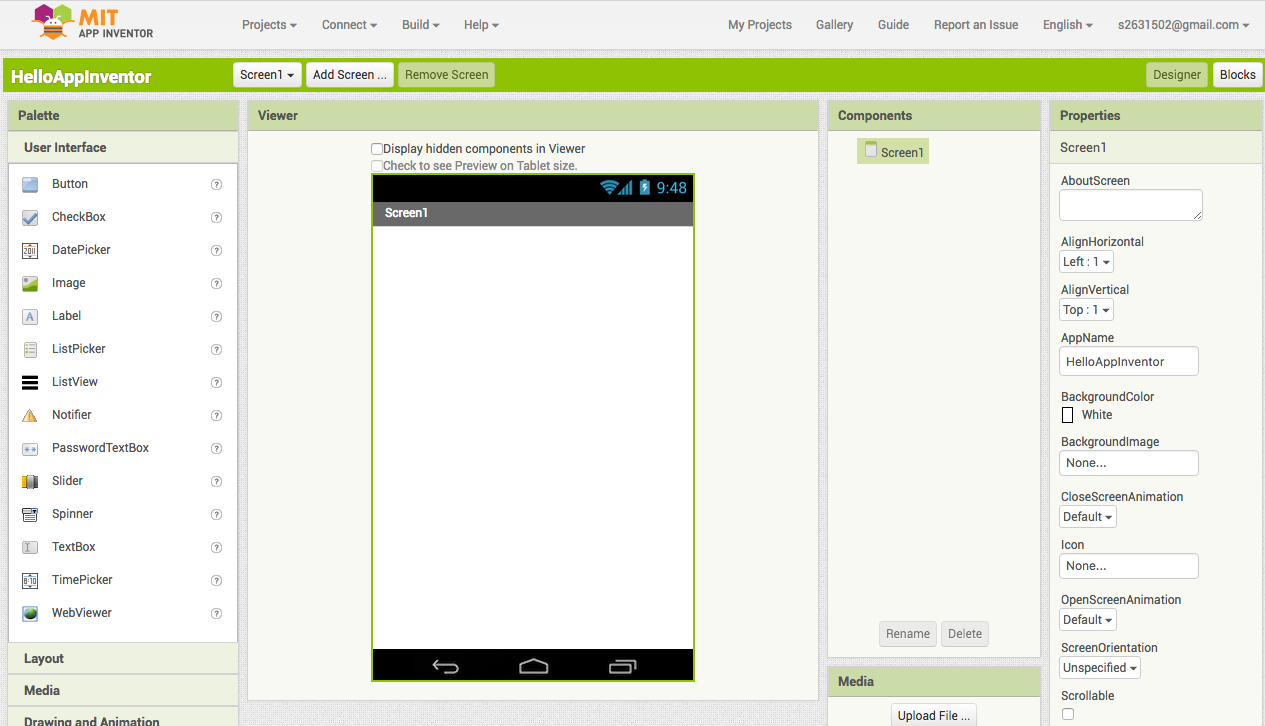 MIT
APP INVENTOR
Projects Connect Build Help My Projects Gallery Guide Report an Issue English s2631502@gmail.com
HelloAppInventor Screen1 Add Screen ... Remove Screen Designer Blocks
Palette
User Interface
Button ?
CheckBox ?
DatePicker ?
Image ?
Label ?
ListPicker ?
ListView ?
Notifier ?
PasswordTextBox ?
Slider ?
Spinner ?
TextBox ?
TimePicker ?
WebViewer ?
Layout
Media
Drawing and Animation
Viewer
Display hidden components in Viewer
Check to see Preview on Tablet size.
9:48
Screen1
Components
Screen1
Rename Delete
Media
Upload File ...
Properties
Screen1
AboutScreen
AlignHorizontal
Left : 1
AlignVertical
Top : 1
AppName
HelloAppInventor
BackgroundColor
White
BackgroundImage
None...
CloseScreenAnimation
Default
Icon
None...
OpenScreenAnimation
Default
ScreenOrientation
Unspecified
Scrollable